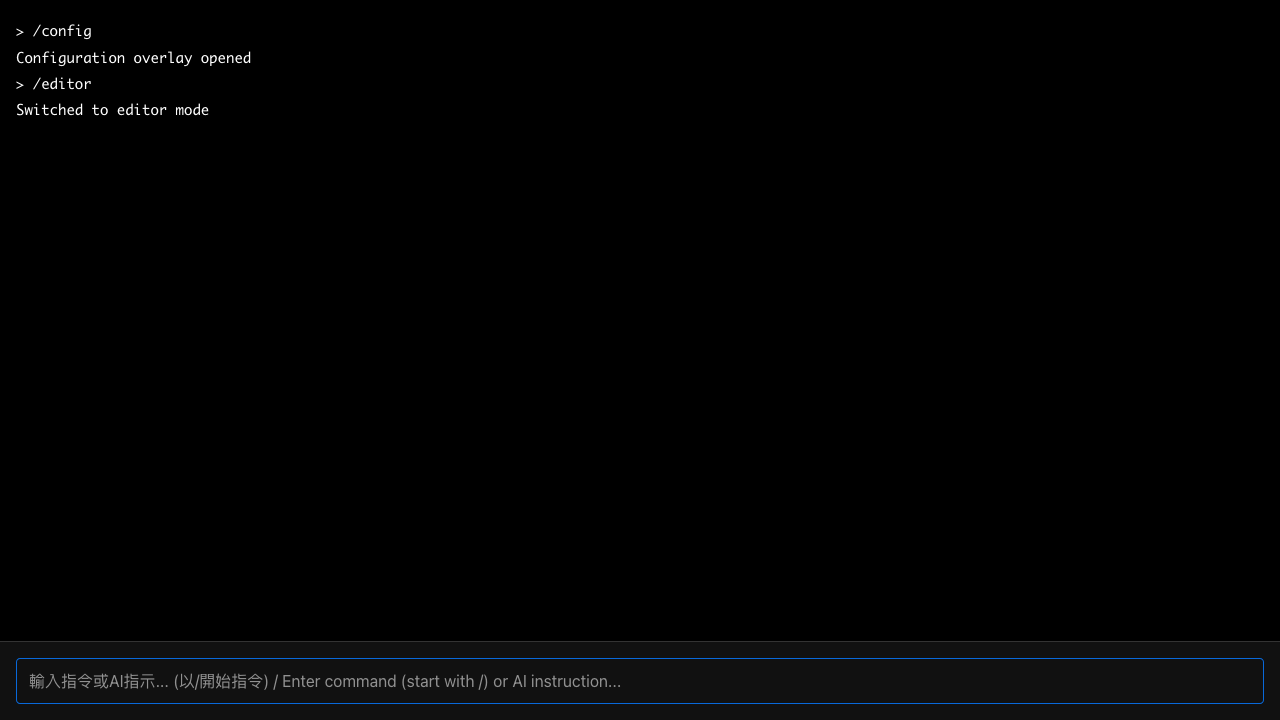 > /config
Configuration overlay opened
> /editor
Switched to editor mode
輸入指令或AI指示... (以/開始指令) / Enter command (start with /) or AI instruction...